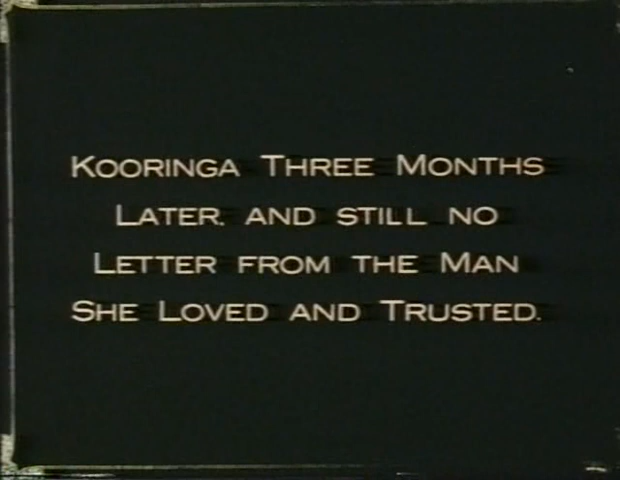 KOORINGA THREE MONTHS
LATER. AND STILL NO
LETTER FROM THE MAN
SHE LOVED AND TRUSTED.